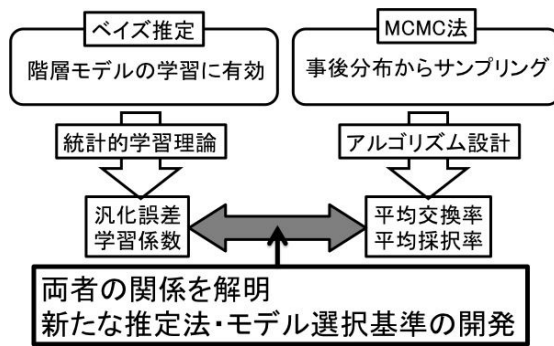 ベイズ推定
階層モデルの学習に有効
MCMC法
事後分布からサンプリング
統計的学習理論
アルゴリズム設計
汎化誤差
学習係数
平均交換率
平均採択率
両者の関係を解明
新たな推定法・モデル選択基準の開発